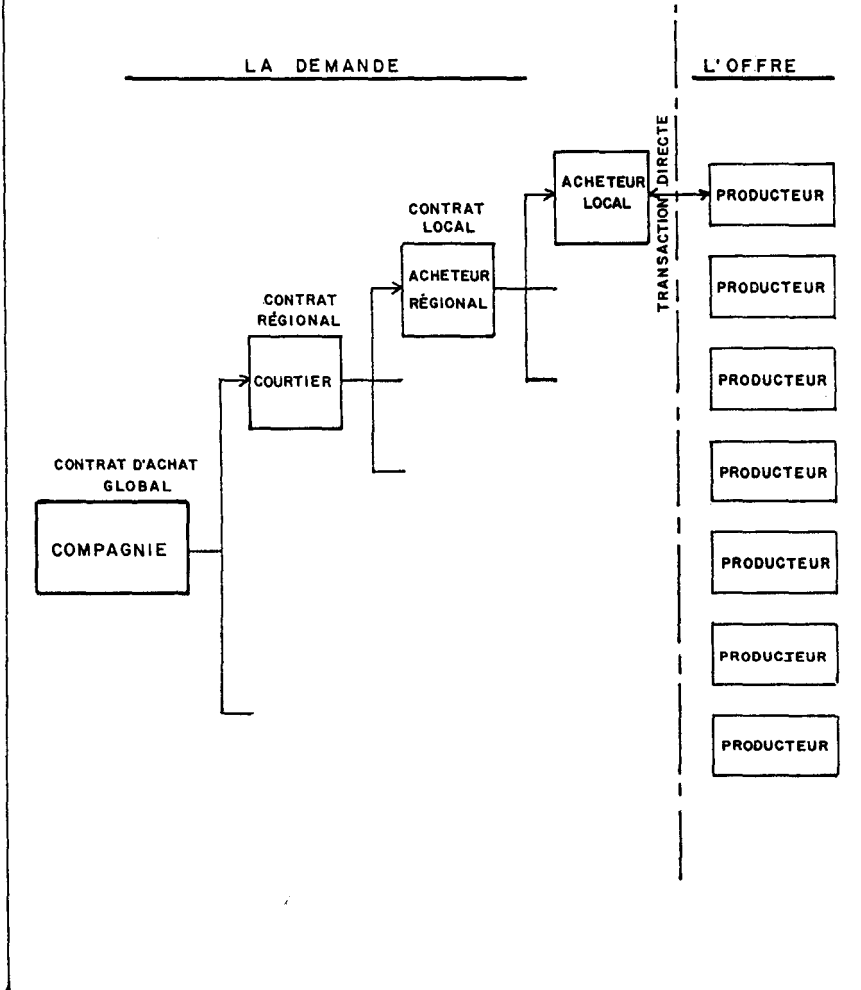 LA DEMANDE
L'OFFRE
TRANSACTION DIRECTE
ACHETEUR
LOCAL
PRODUCTEUR
CONTRAT
LOCAL
ACHETEUR
RÉGIONAL
PRODUCTEUR
CONTRAT
RÉGIONAL
COURTIER
PRODUCTEUR
CONTRAT D'ACHAT
GLOBAL
COMPAGNIE
PRODUCTEUR
PRODUCTEUR
PRODUCTEUR
PRODUCTEUR